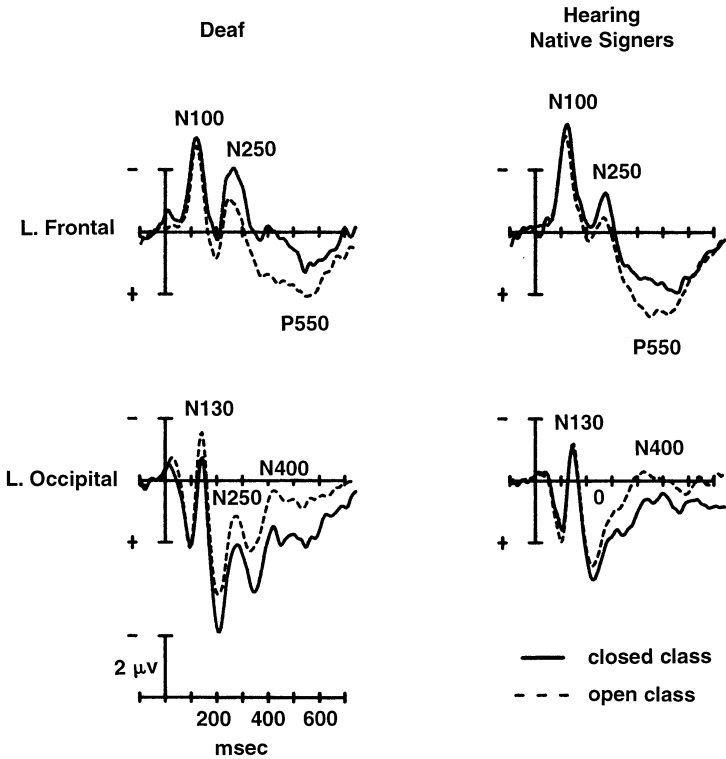 Deaf
Hearing
Native Signers
N100
N250
N100
N250
-
-
L. Frontal
+
+
P550
P550
N130
N130
-
-
N400
N400
L. Occipital
N250
0
+
+
-
2 μv
closed class
open class
200 400 600
msec